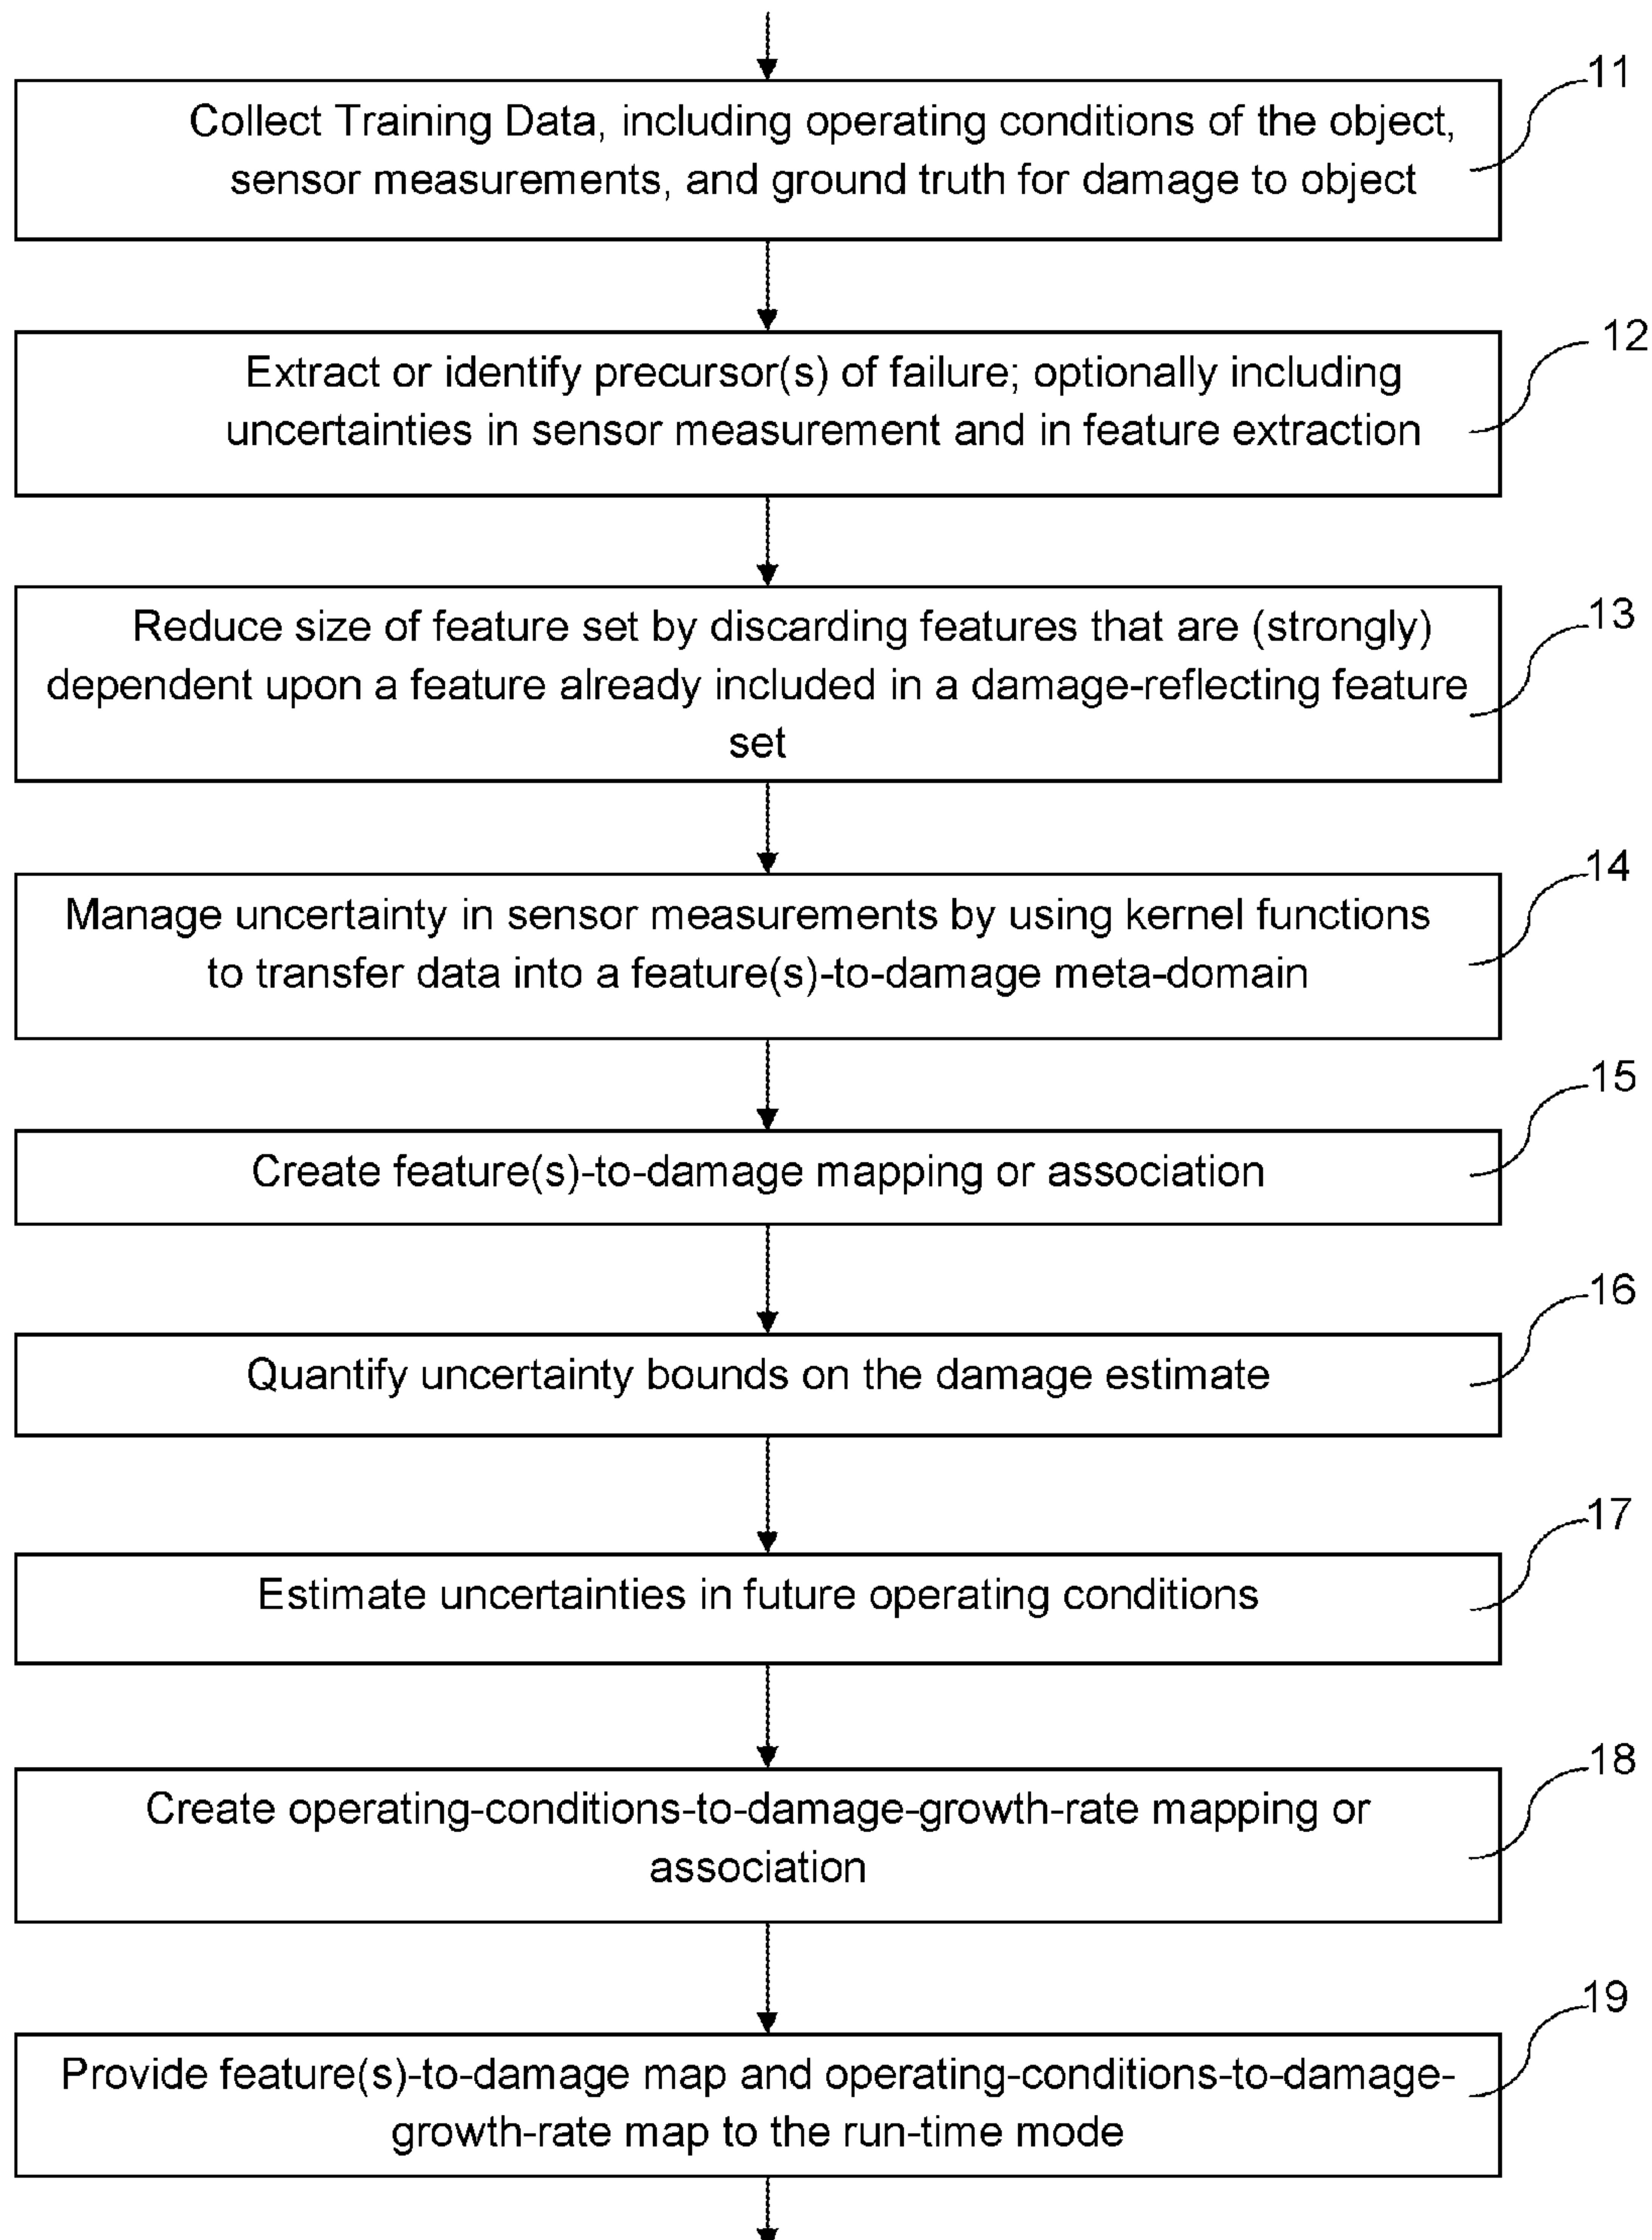 11
Collect Training Data, including operating conditions of the object,
sensor measurements, and ground truth for damage to object
12
Extract or identify precursor(s) of failure; optionally including
uncertainties in sensor measurement and in feature extraction
13
Reduce size of feature set by discarding features that are (strongly)
dependent upon a feature already included in a damage-reflecting feature
set
14
Manage uncertainty in sensor measurements by using kernel functions
to transfer data into a feature(s)-to-damage meta-domain
15
Create feature(s)-to-damage mapping or association
16
Quantify uncertainty bounds on the damage estimate
17
Estimate uncertainties in future operating conditions
18
Create operating-conditions-to-damage-growth-rate mapping or
association
19
Provide feature(s)-to-damage map and operating-conditions-to-damage-
growth-rate map to the run-time mode